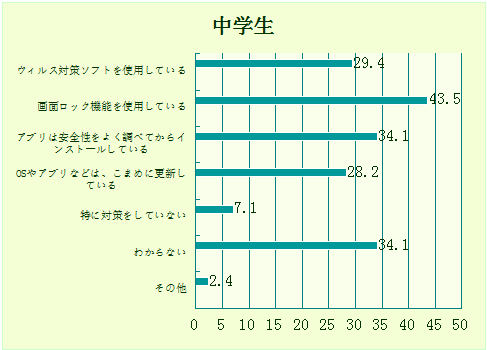 中学生
ウィルス対策ソフトを使用している
29.4
画面ロック機能を使用している
43.5
アプリは安全性をよく調べてからイ
ンストールしている
34.1
OSやアプリなどは、こまめに更新し
ている
28.2
特に対策をしていない
7.1
わからない
34.1
その他
2.4
0 5 10 15 20 25 30 35 40 45 50